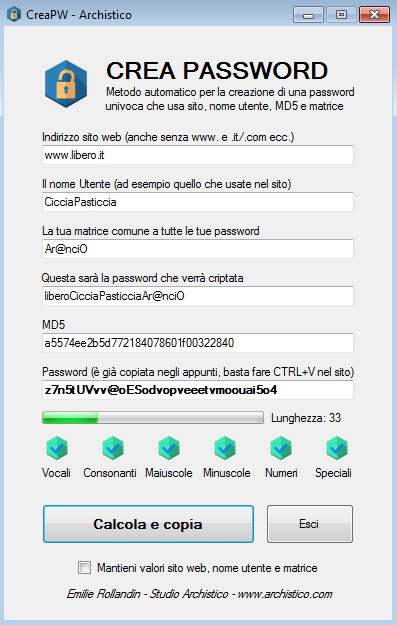 CreaPW - Archistico
CREA PASSWORD
Metodo automatico per la creazione di una password
univoca che usa sito, nome utente, MD5 e matrice
Indirizzo sito web (anche senza www. e .it/.com ecc.)
www.libero.it
Il nome Utente (ad esempio quello che usate nel sito)
CicciaPasticcia
La tua matrice comune a tutte le tue password
Ar@nciO
Questa sarà la password che verrà criptata
liberoCicciaPasticciaAr@nciO
MD5
a5574ee2b5d772184078601f00322840
Password (è già copiata negli appunti, basta fare CTRL+V nel sito)
z7n5tUVvv@oESodvopveeetvmoouai5o4
Lunghezza: 33
Vocali Consonanti Maiuscole Minuscole Numeri Speciali
Calcola e copia Esci
Mantieni valori sito web, nome utente e matrice
Emilie Rollandin - Studio Archistico - www.archistico.com